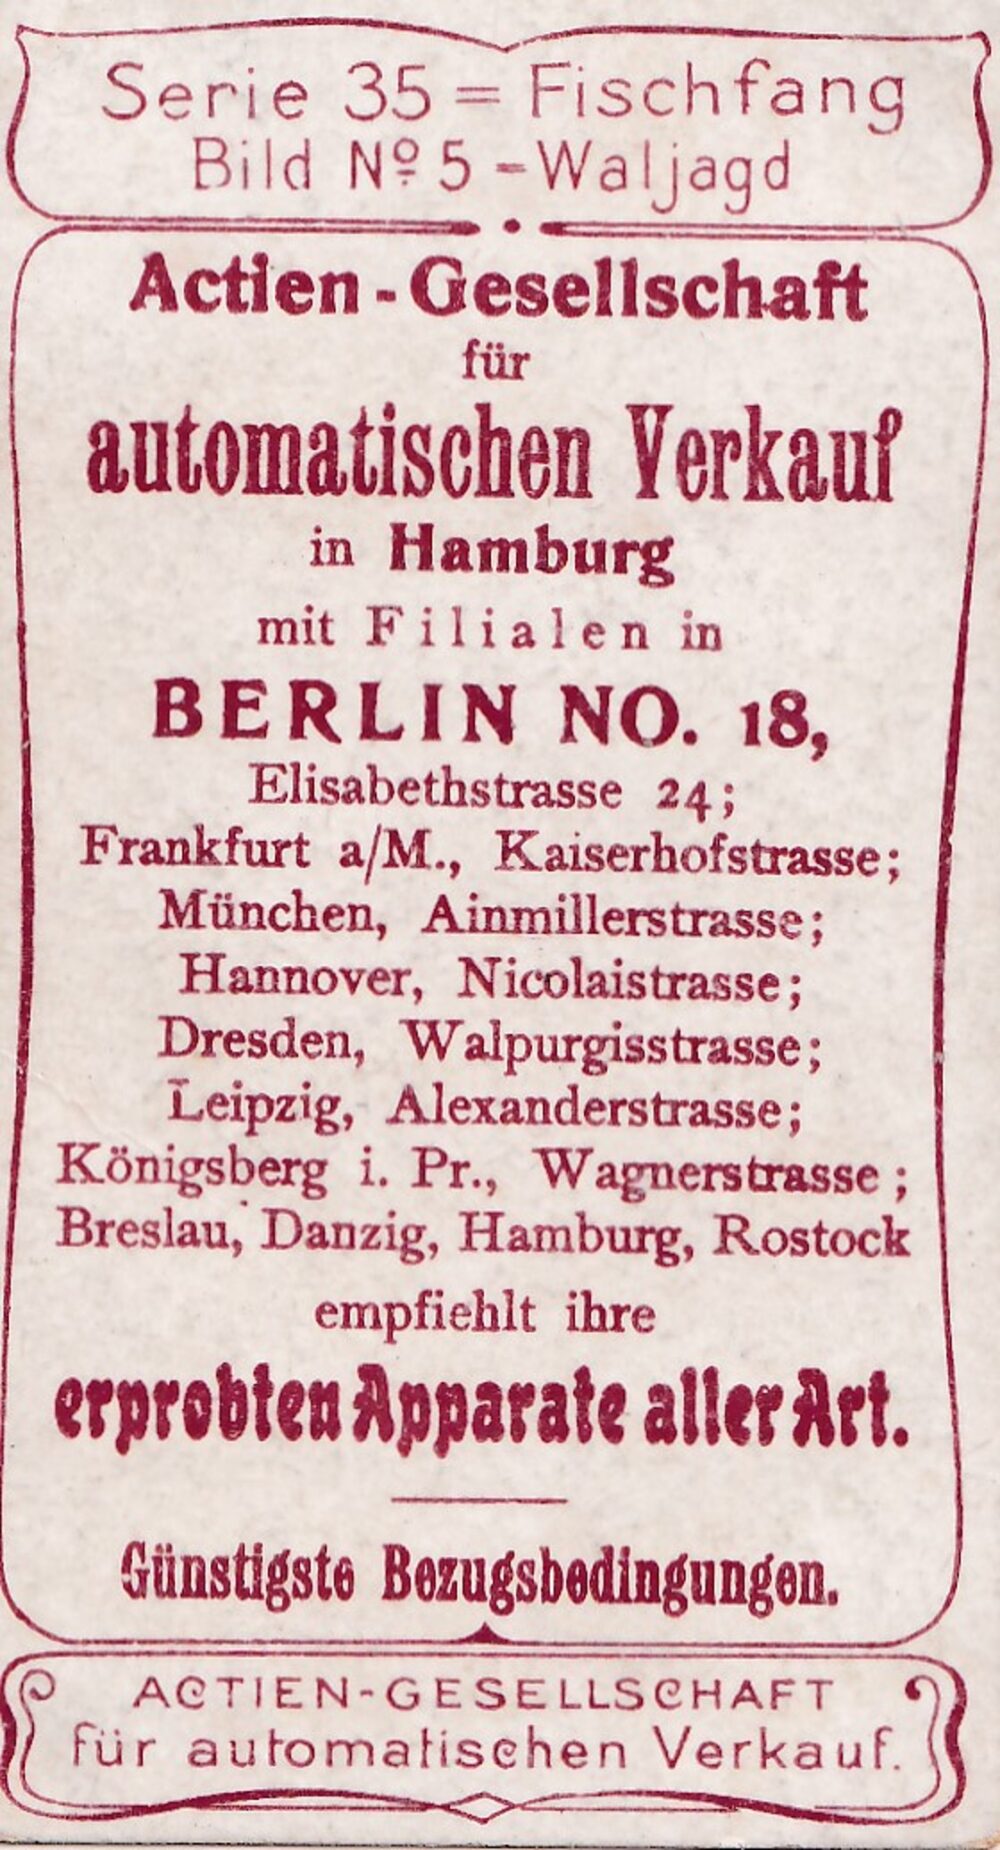 Serie 35 = Fischfang
Bild Nº 5 - Waljagd
Actien-Gesellschaft
für
automatischen Verkauf
in Hamburg
mit Filialen in
BERLIN NO. 18,
Elisabethstrasse 24;
Frankfurt a/M., Kaiserhofstrasse;
München, Ainmillerstrasse;
Hannover, Nicolaistrasse;
Dresden, Walpurgisstrasse;
Leipzig, Alexanderstrasse;
Königsberg i. Pr., Wagnerstrasse;
Breslau, Danzig, Hamburg, Rostock
empfiehlt ihre
erprobten Apparate aller Art.
Günstigste Bezugsbedingungen.
ACTIEN-GESELLSCHAFT
für automatischen Verkauf.